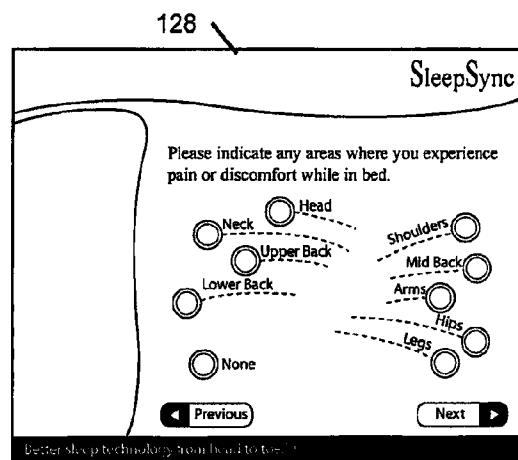 128
SleepSync
Please indicate any areas where you experience
pain or discomfort while in bed.
Head
Neck
Shoulders
Upper Back
Mid Back
Lower Back
Arms
Hips
Legs
None
Previous
Next
Better sleep technology from head to toe.